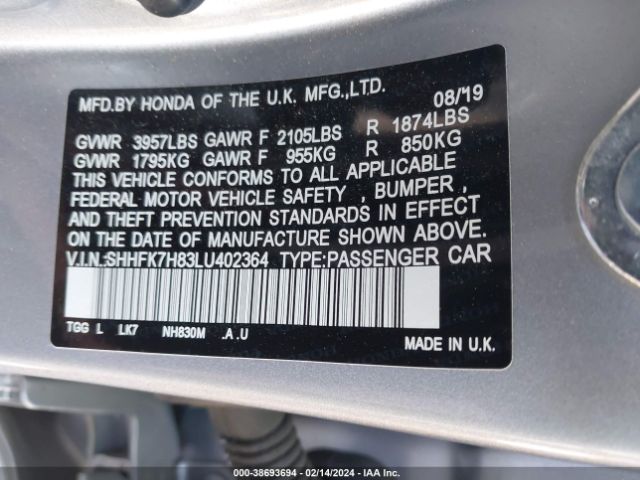 MFD.BY HONDA OF THE U.K. MFG.,LTD. 08/'19
GVWR 3957LBS GAWR F 2105LBS R 1874LBS
GVWR 1795KG GAWR F 955KG R 850KG
THIS VEHICLE CONFORMS TO ALL APPLICABLE
FEDERAL MOTOR VEHICLE SAFETY , BUMPER ,
AND THEFT PREVENTION STANDARDS IN EFFECT
ON THE DATE OF MANUFACTURE SHOWN ABOVE.
V.I.N.:SHHFK7H83LU402364 TYPE:PASSENGER CAR
TGG L LK7 NH830M .A .U
MADE IN U.K.
000-38693694 - 02/14/2024 - IAA Inc.